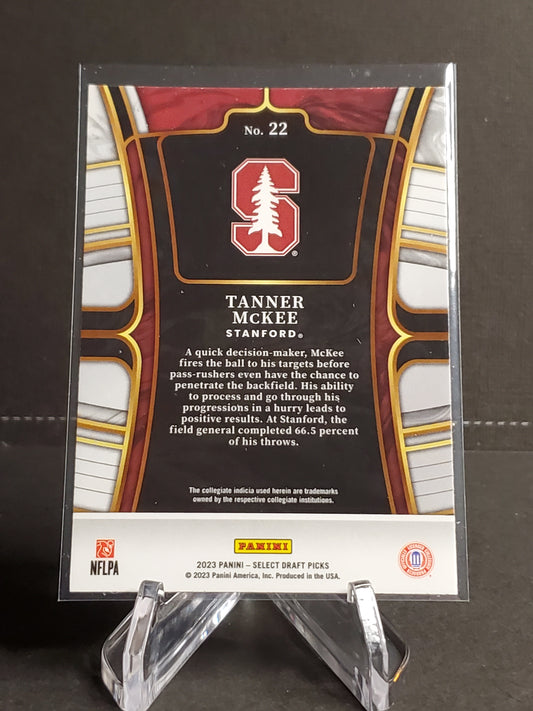 No. 22
S
®
TANNER
McKEE
STANFORD®
A quick decision-maker, McKee
fires the ball to his targets before
pass-rushers even have the chance to
penetrate the backfield. His ability
to process and go through his
progressions in a hurry leads to
positive results. At Stanford, the
field general completed 66.5 percent
of his throws.
The collegiate indicia used herein are trademarks
owned by the respective collegiate institutions.
PANINI
NFLPA
2023 PANINI – SELECT DRAFT PICKS
© 2023 Panini America, Inc. Produced in the USA.